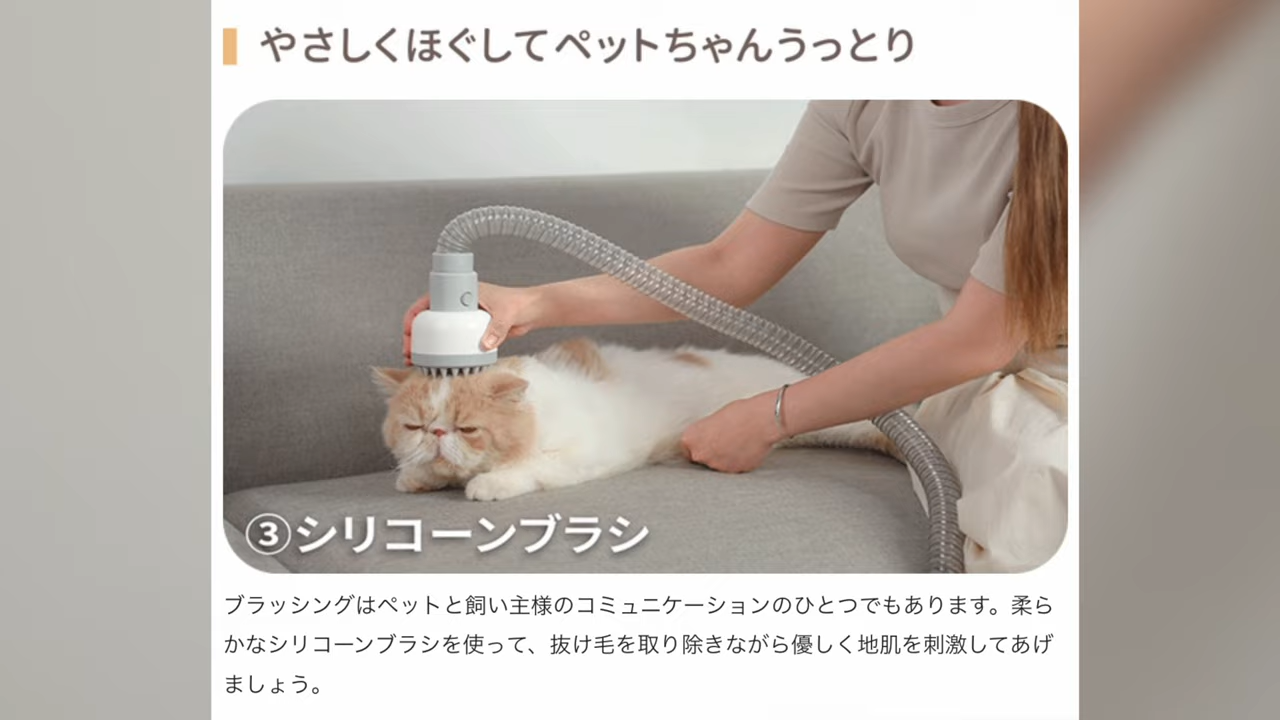 やさしくほぐしてペットちゃんうっとり
③シリコーンブラシ
ブラッシングはペットと飼い主様のコミュニケーションのひとつでもあります。柔ら
かなシリコーンブラシを使って、抜け毛を取り除きながら優しく地肌を刺激してあげ
ましょう。